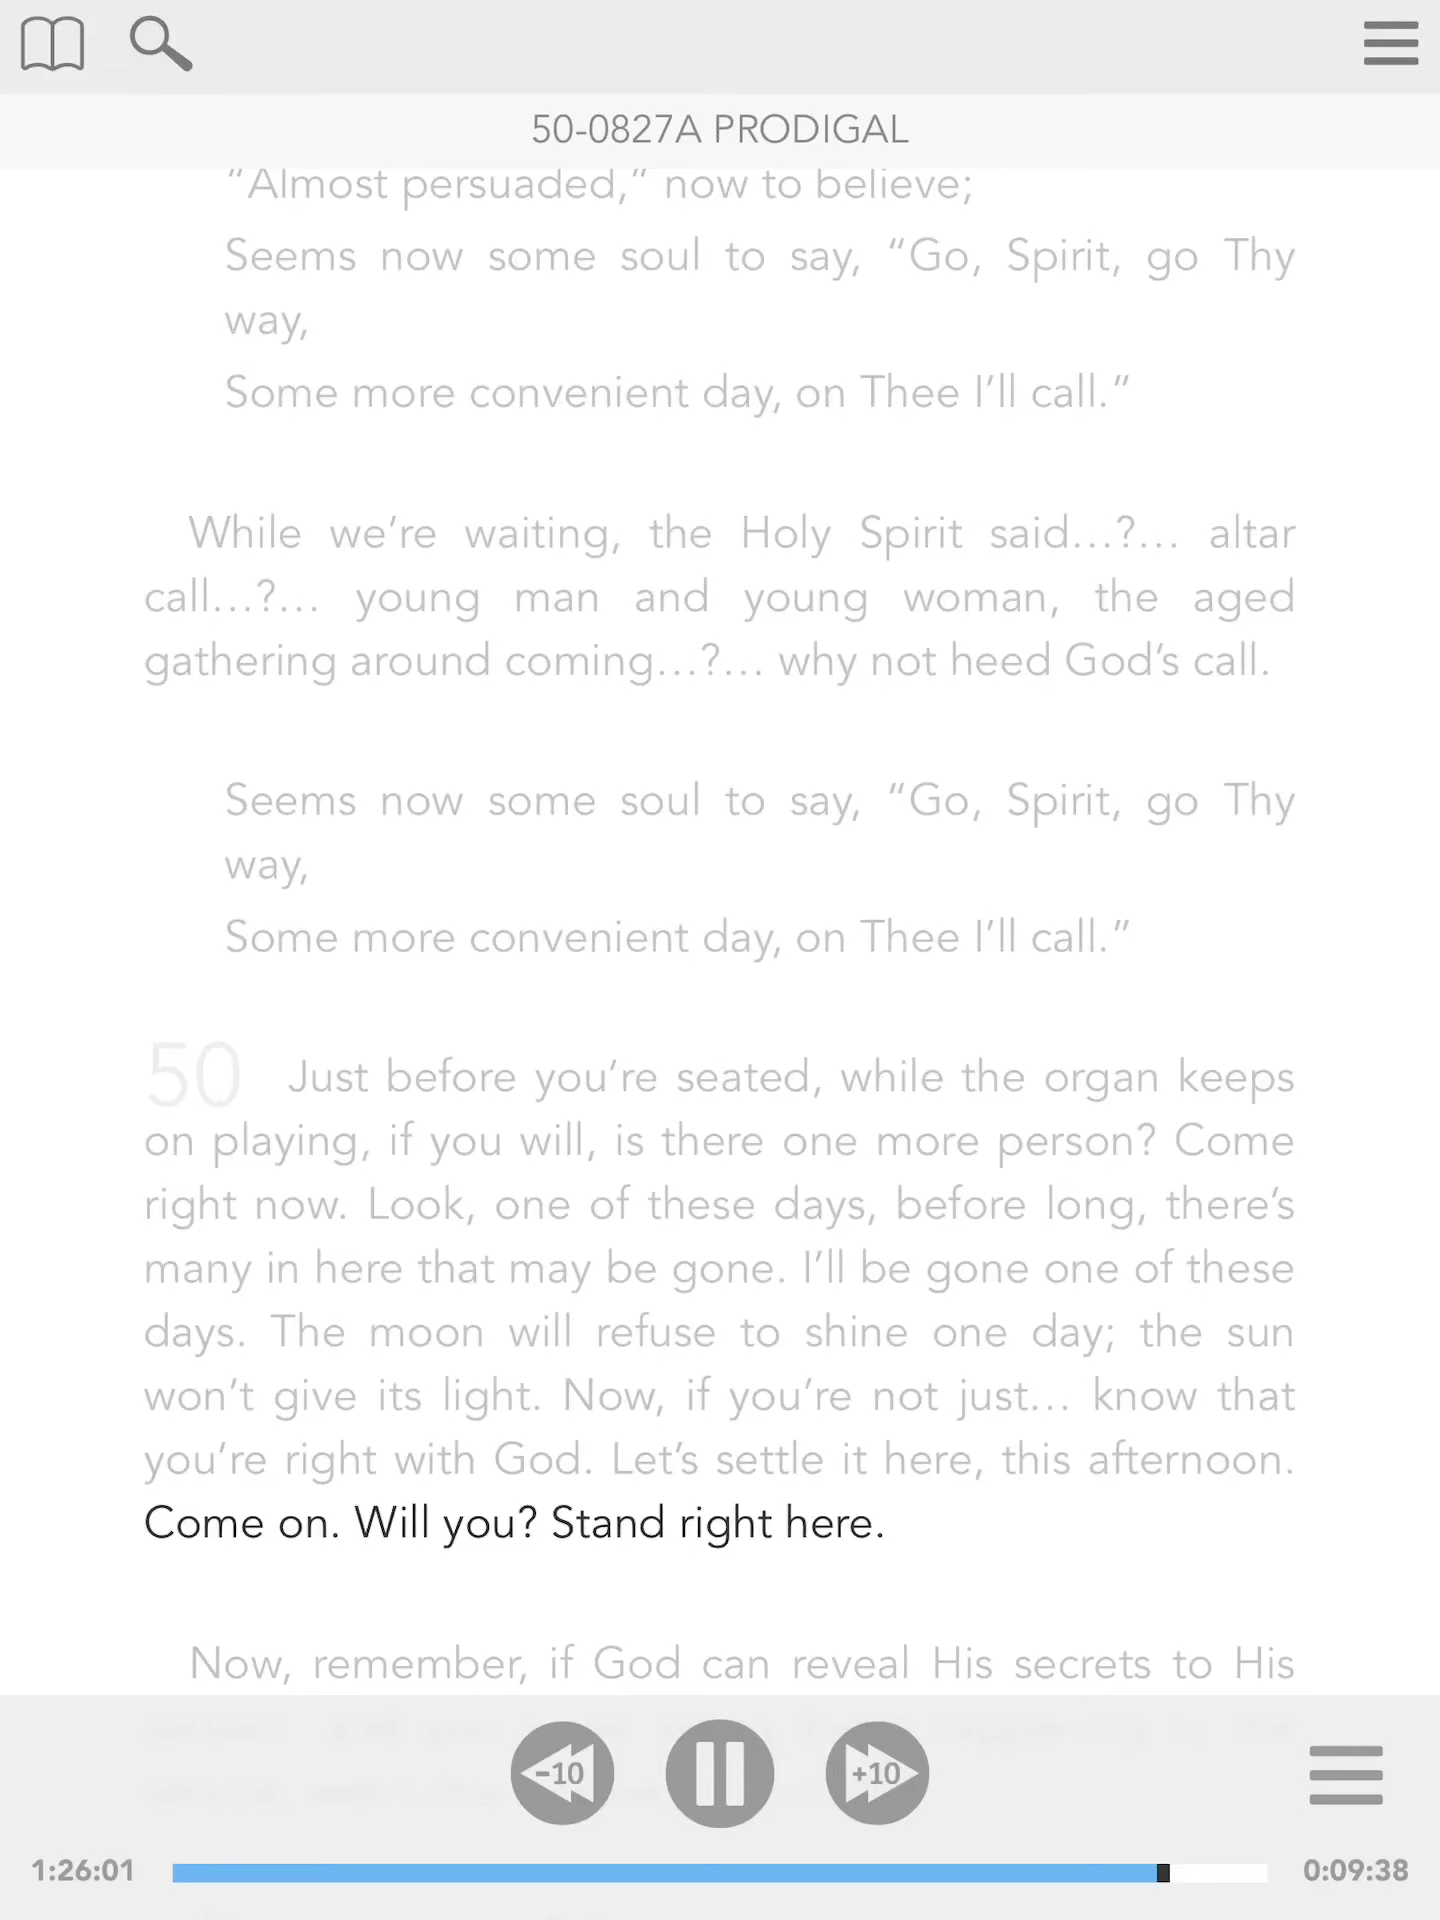 50-0827A PRODIGAL
“Almost persuaded,” now to believe;
Seems now some soul to say, “Go, Spirit, go Thy
way,
Some more convenient day, on Thee I’ll call.”
While we’re waiting, the Holy Spirit said…?… altar
call…?… young man and young woman, the aged
gathering around coming…?… why not heed God’s call.
Seems now some soul to say, “Go, Spirit, go Thy
way,
Some more convenient day, on Thee I’ll call.”
50 Just before you’re seated, while the organ keeps
on playing, if you will, is there one more person? Come
right now. Look, one of these days, before long, there’s
many in here that may be gone. I’ll be gone one of these
days. The moon will refuse to shine one day; the sun
won’t give its light. Now, if you’re not just… know that
you’re right with God. Let’s settle it here, this afternoon.
Come on. Will you? Stand right here.
Now, remember, if God can reveal His secrets to His
-10 +10
1:26:01 0:09:38